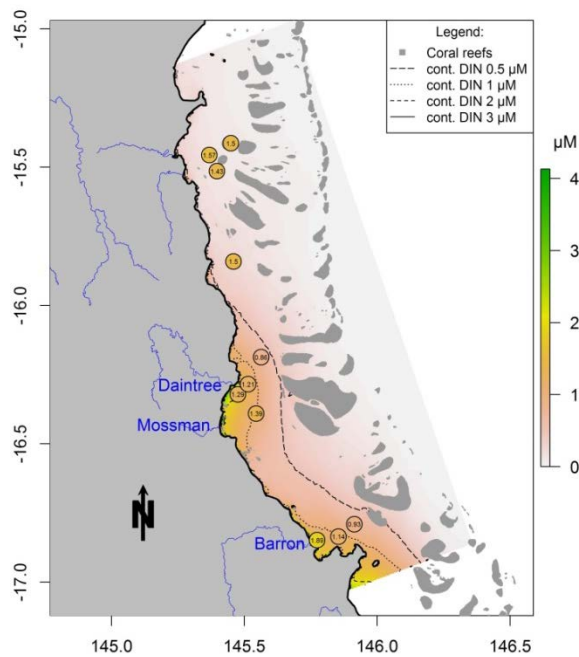 Legend:
Coral reefs
cont. DIN 0.5 µM
cont. DIN 1 µM
cont. DIN 2 µM
cont. DIN 3 µM
µM
4
3
2
1
0
-15.0
-15.5
-16.0
-16.5
-17.0
1.5
1.57
1.43
1.5
0.86
1.21
1.29
1.39
0.93
1.14
1.89
Daintree
Mossman
Barron
N
145.0 145.5 146.0 146.5